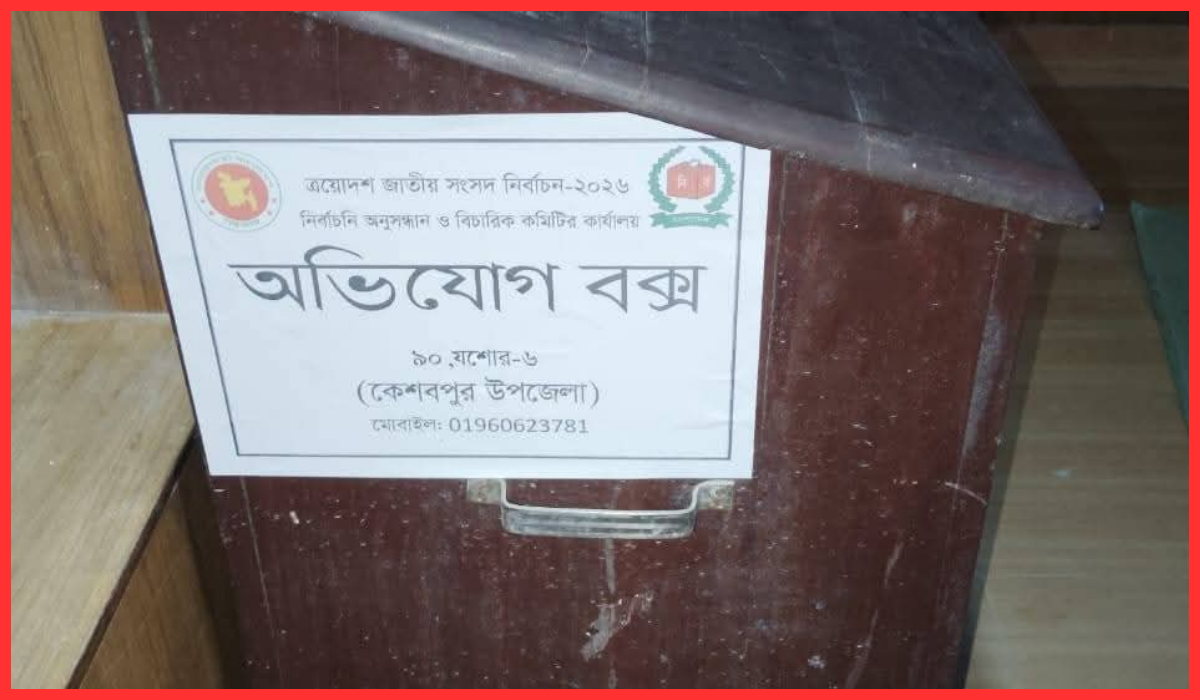 ত্রয়োদশ জাতীয় সংসদ নির্বাচন-২০২৬
নির্বাচনি অনুসন্ধান ও বিচারিক কমিটির কার্যালয়
অভিযোগ বক্স
৯০,যশোর-৬
(কেশবপুর উপজেলা)
মোবাইল: 01960623781